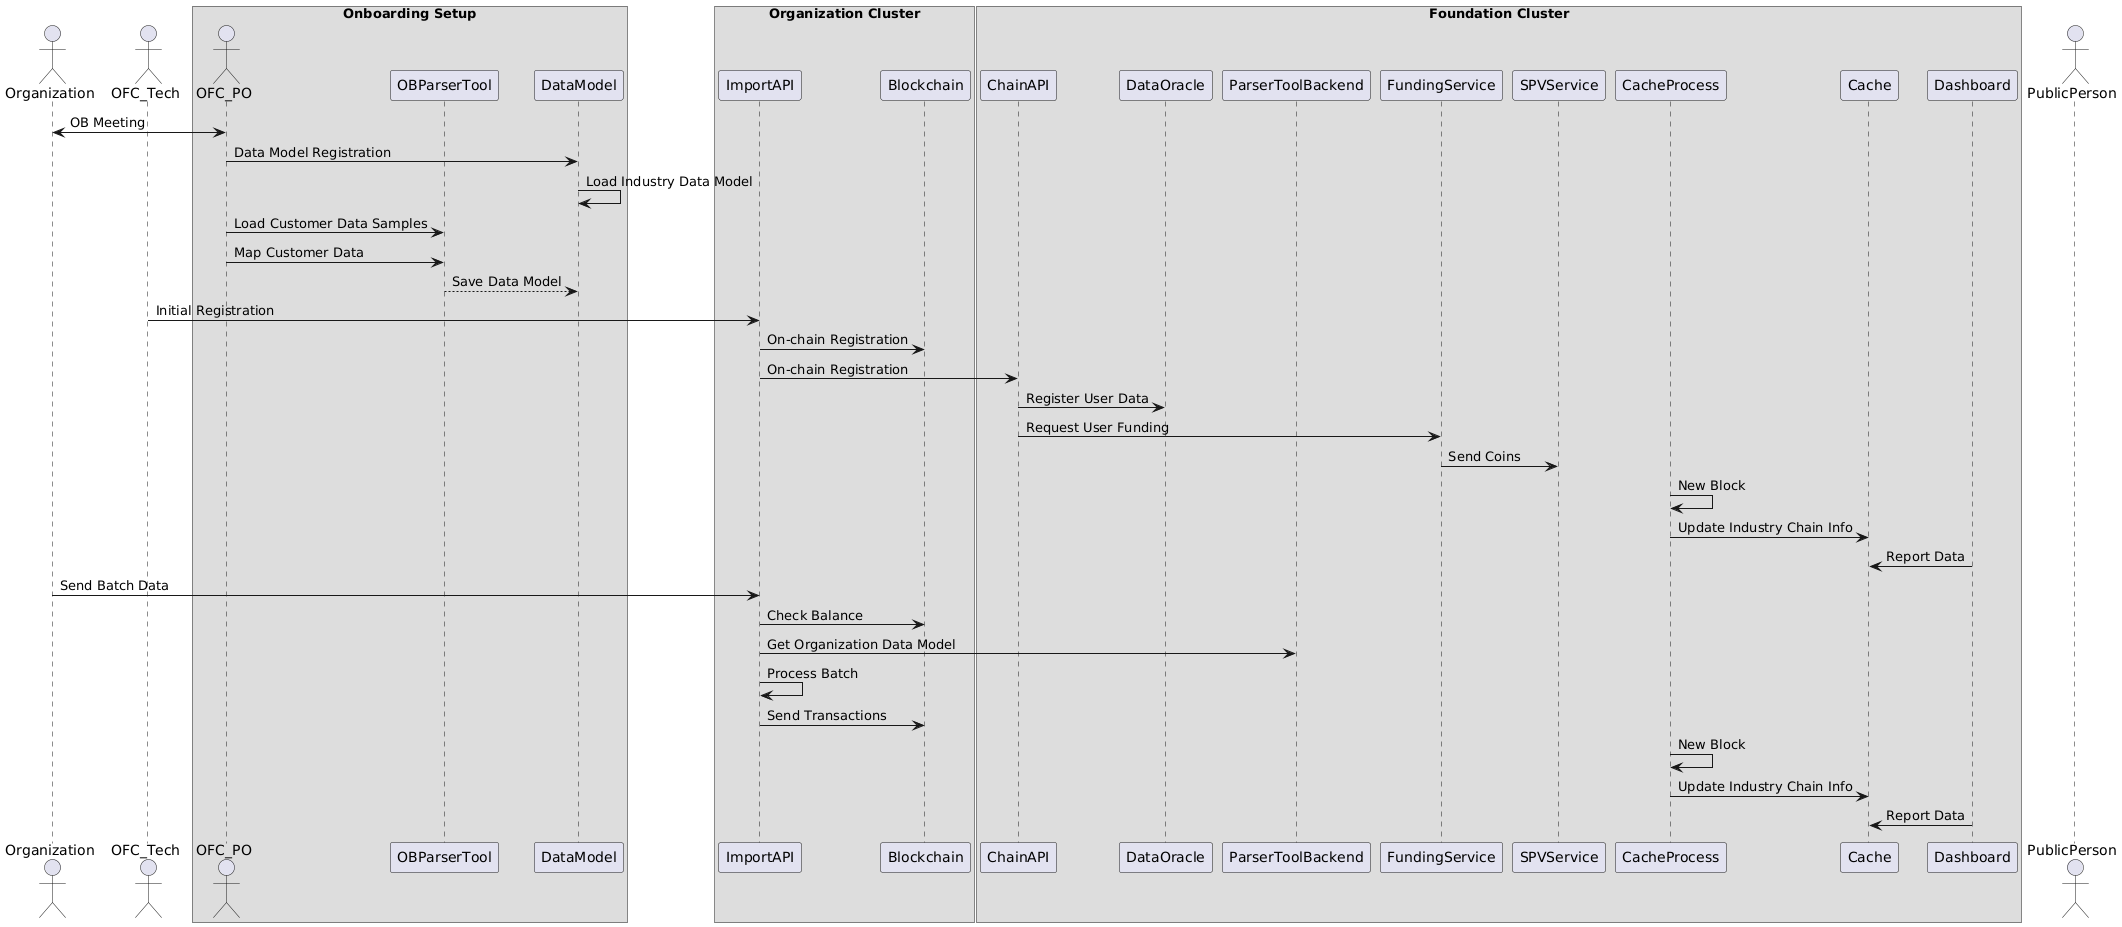 Onboarding Setup
Organization Cluster
Foundation Cluster
Organization
OFC_Tech
OFC_PO
OBParserTool
DataModel
ImportAPI
Blockchain
ChainAPI
DataOracle
ParserToolBackend
FundingService
SPVService
CacheProcess
Cache
Dashboard
PublicPerson
OB Meeting
Data Model Registration
Load Industry Data Model
Load Customer Data Samples
Map Customer Data
Save Data Model
Initial Registration
On-chain Registration
On-chain Registration
Register User Data
Request User Funding
Send Coins
New Block
Update Industry Chain Info
Report Data
Send Batch Data
Check Balance
Get Organization Data Model
Process Batch
Send Transactions
New Block
Update Industry Chain Info
Report Data
Organization
OFC_Tech
OFC_PO
OBParserTool
DataModel
ImportAPI
Blockchain
ChainAPI
DataOracle
ParserToolBackend
FundingService
SPVService
CacheProcess
Cache
Dashboard
PublicPerson